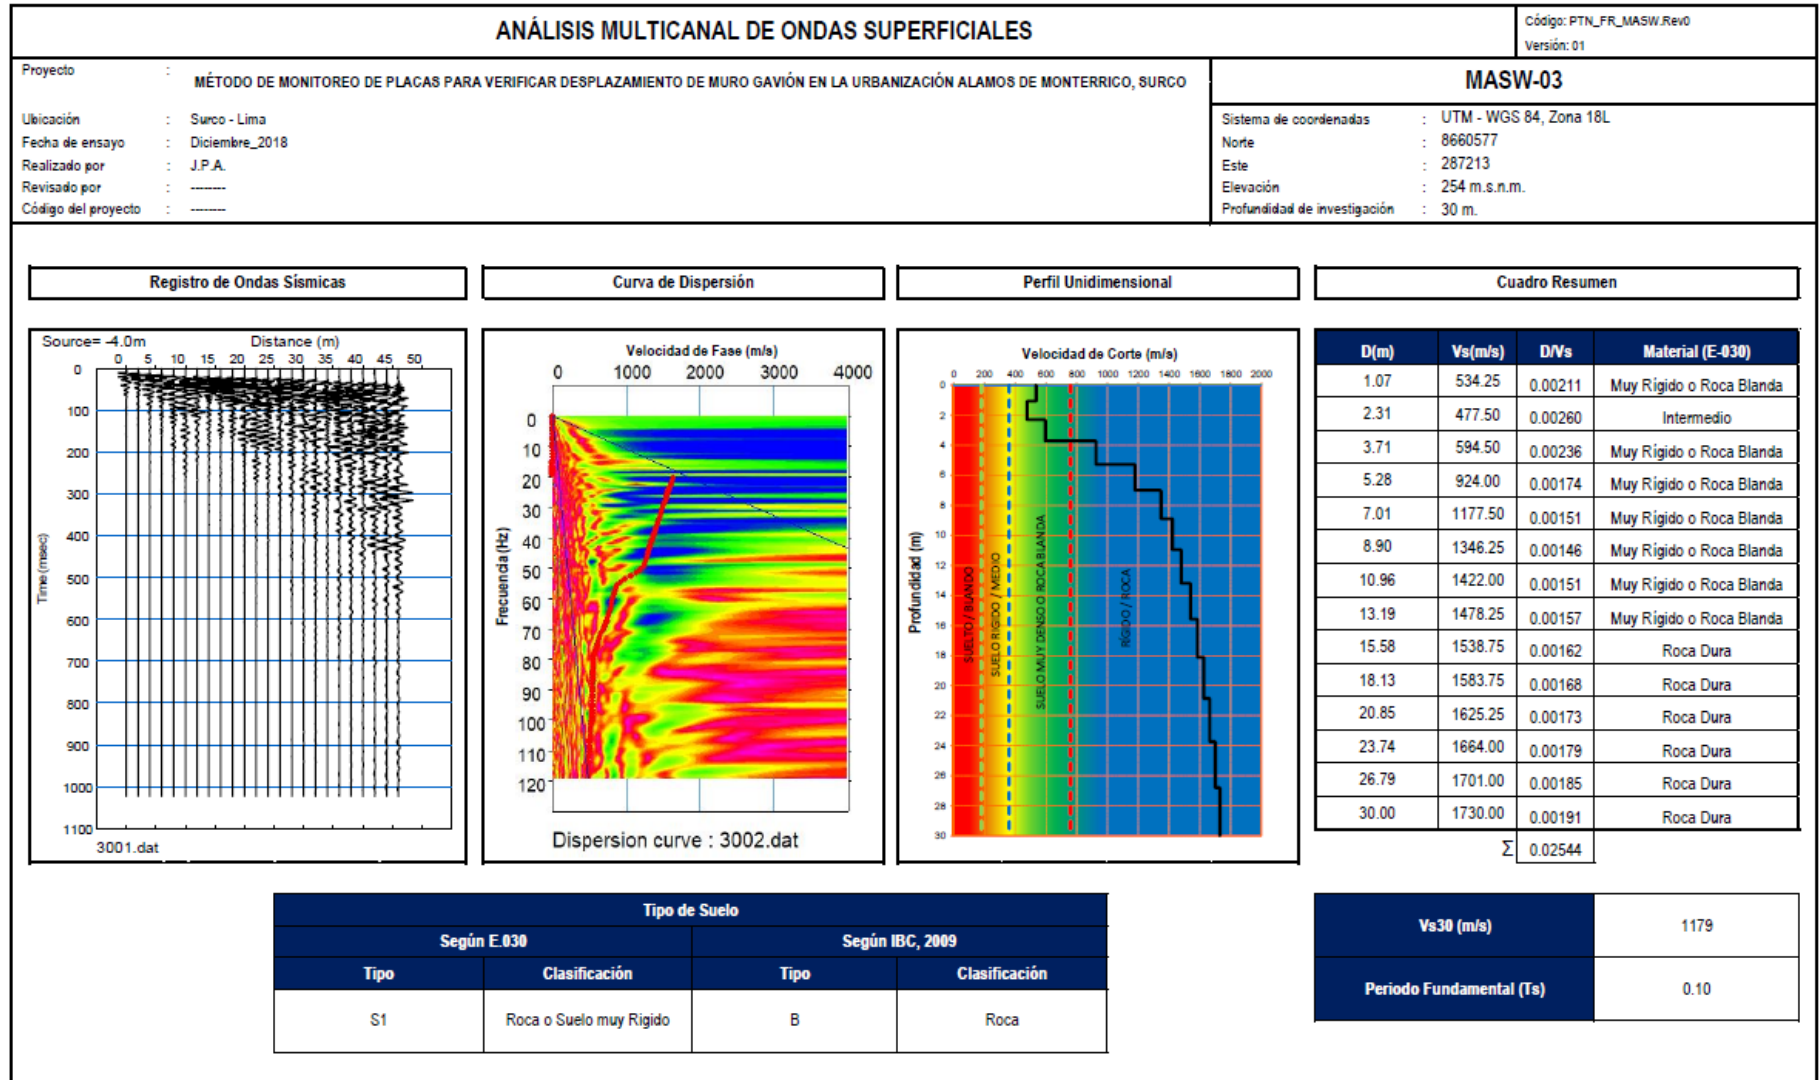 ANÁLISIS MULTICANAL DE ONDAS SUPERFICIALES
Código: PTN_FR_MASW.Rev0
Versión: 01
Proyecto : MÉTODO DE MONITOREO DE PLACAS PARA VERIFICAR DESPLAZAMIENTO DE MURO GAVIÓN EN LA URBANIZACIÓN ALAMOS DE MONTERRICO, SURCO
Ubicación : Surco - Lima
Fecha de ensayo : Diciembre_2018
Realizado por : J.P.A.
Revisado por : --------
Código del proyecto : --------
MASW-03
Sistema de coordenadas : UTM - WGS 84, Zona 18L
Norte : 8660577
Este : 287213
Elevación : 254 m.s.n.m.
Profundidad de investigación : 30 m.
Registro de Ondas Sísmicas
Source= -4.0m Distance (m)
0 5 10 15 20 25 30 35 40 45 50
Time (msec)
0
100
200
300
400
500
600
700
800
900
1000
1100
3001.dat
Curva de Dispersión
Velocidad de Fase (m/s)
0 1000 2000 3000 4000
Frecuencia (Hz)
0
10
20
30
40
50
60
70
80
90
100
110
120
Dispersion curve : 3002.dat
Perfil Unidimensional
Velocidad de Corte (m/s)
0 200 400 600 800 1000 1200 1400 1600 1800 2000
Profundidad (m)
0
2
4
6
8
10
12
14
16
18
20
22
24
26
28
30
SUELTO / BLANDO
SUELO RIGIDO / MEDIO
SUELO MUY DENSO O ROCA BLANDA
RÍGIDO / ROCA
Cuadro Resumen
D(m) Vs(m/s) D/Vs Material (E-030)
1.07 534.25 0.00211 Muy Rígido o Roca Blanda
2.31 477.50 0.00260 Intermedio
3.71 594.50 0.00236 Muy Rígido o Roca Blanda
5.28 924.00 0.00174 Muy Rígido o Roca Blanda
7.01 1177.50 0.00151 Muy Rígido o Roca Blanda
8.90 1346.25 0.00146 Muy Rígido o Roca Blanda
10.96 1422.00 0.00151 Muy Rígido o Roca Blanda
13.19 1478.25 0.00157 Muy Rígido o Roca Blanda
15.58 1538.75 0.00162 Roca Dura
18.13 1583.75 0.00168 Roca Dura
20.85 1625.25 0.00173 Roca Dura
23.74 1664.00 0.00179 Roca Dura
26.79 1701.00 0.00185 Roca Dura
30.00 1730.00 0.00191 Roca Dura
Σ 0.02544
Tipo de Suelo
Según E.030 Según IBC, 2009
Tipo Clasificación Tipo Clasificación
S1 Roca o Suelo muy Rigido B Roca
Vs30 (m/s) 1179
Periodo Fundamental (Ts) 0.10